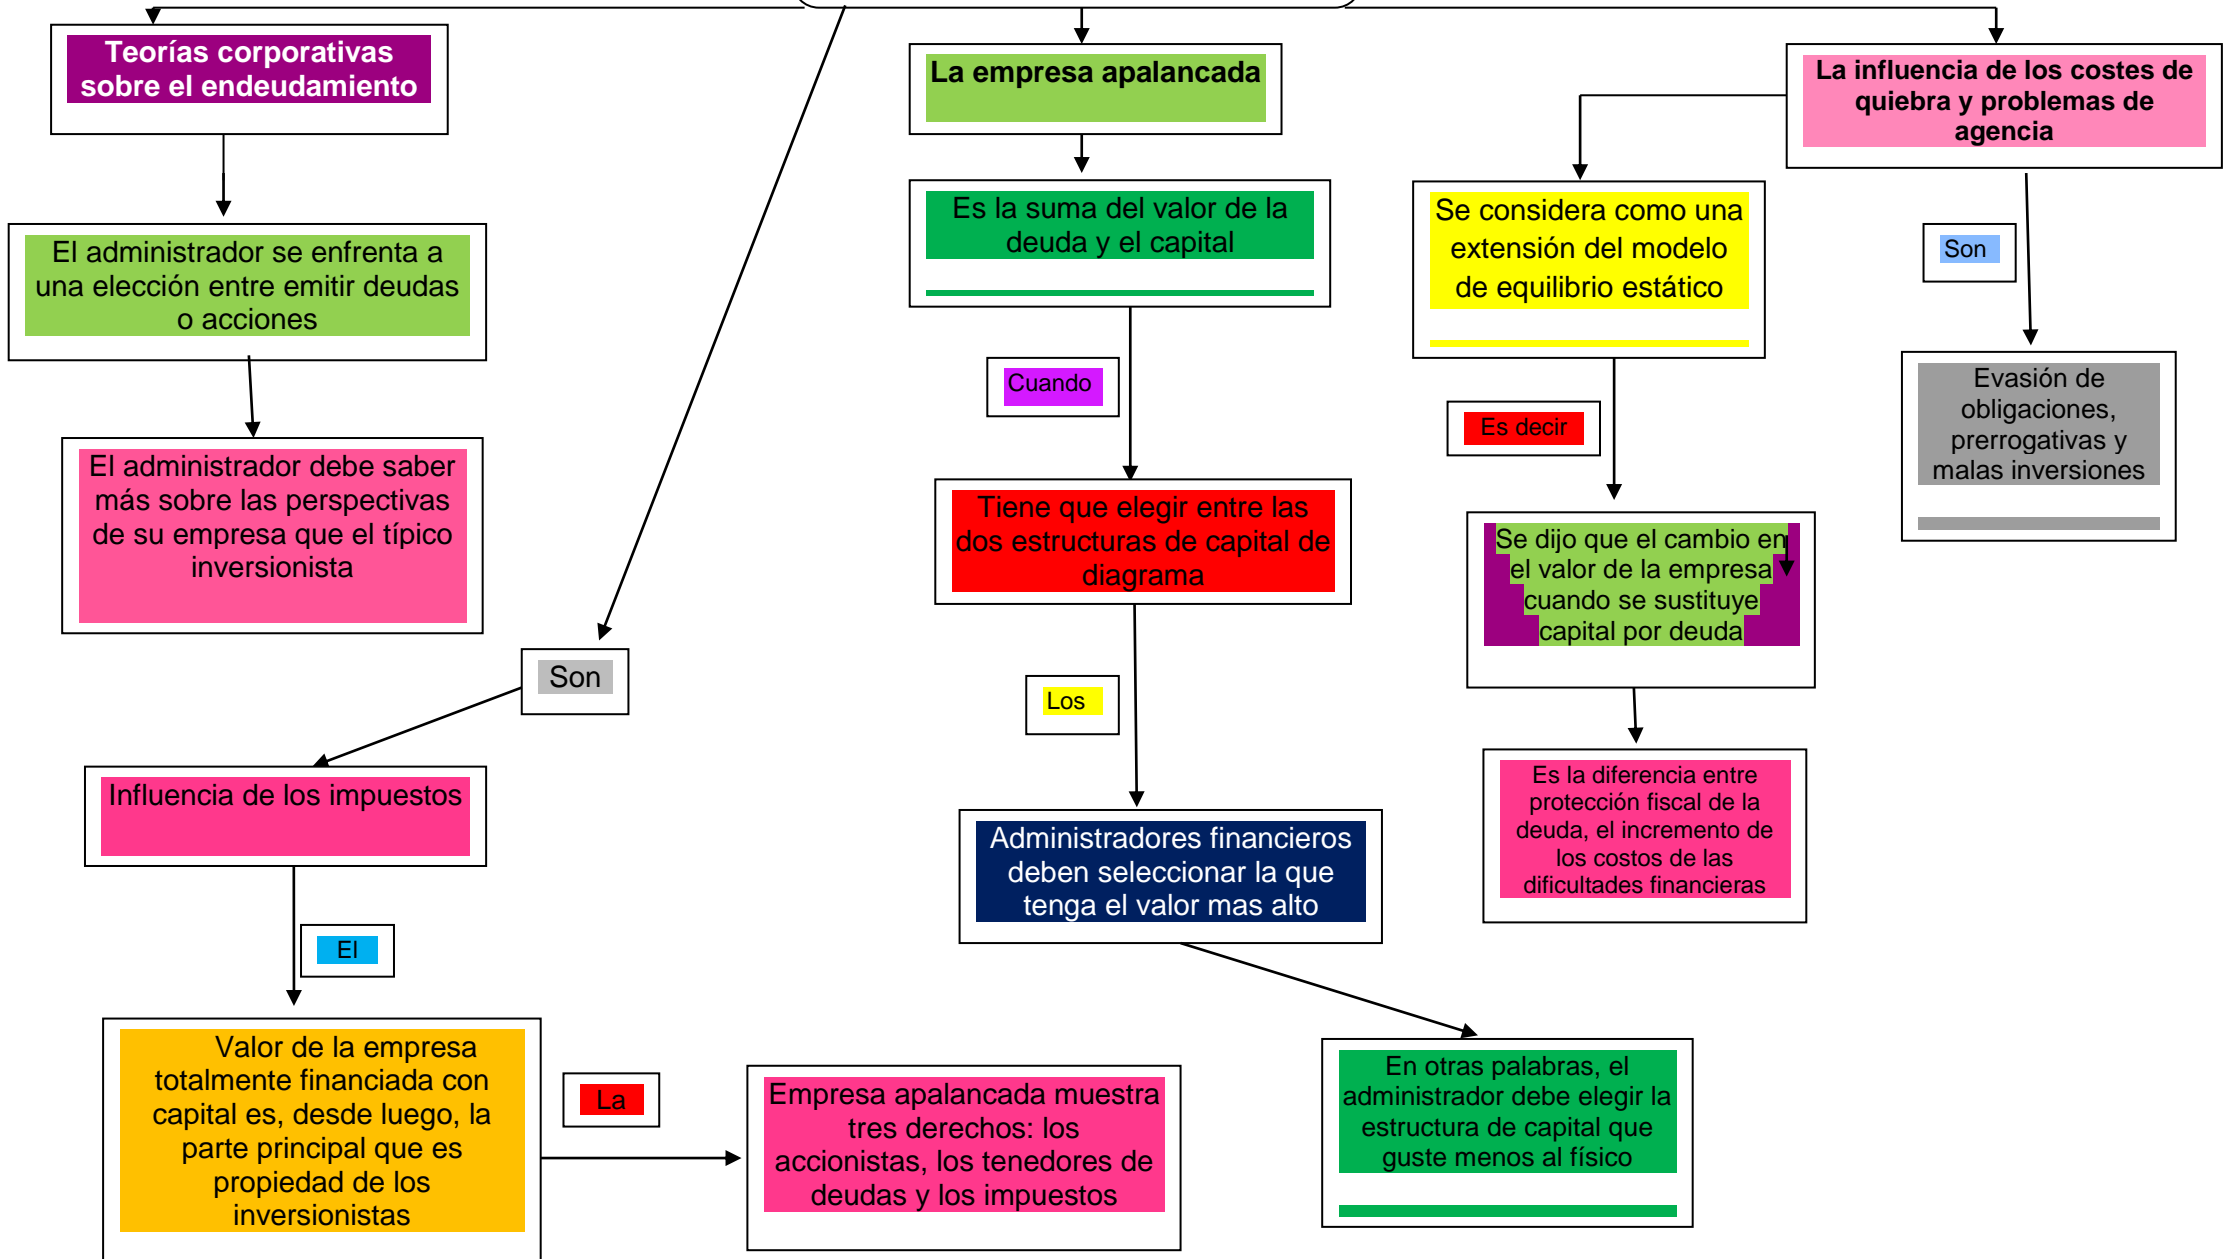 Teorías corporativas
sobre el endeudamiento
El administrador se enfrenta a
una elección entre emitir deudas
o acciones
El administrador debe saber
más sobre las perspectivas
de su empresa que el típico
inversionista
Son
Influencia de los impuestos
El
Valor de la empresa
totalmente financiada con
capital es, desde luego, la
parte principal que es
propiedad de los
inversionistas
La
Empresa apalancada muestra
tres derechos: los
accionistas, los tenedores de
deudas y los impuestos
La empresa apalancada
Es la suma del valor de la
deuda y el capital
Cuando
Tiene que elegir entre las
dos estructuras de capital de
diagrama
Los
Administradores financieros
deben seleccionar la que
tenga el valor mas alto
En otras palabras, el
administrador debe elegir la
estructura de capital que
guste menos al físico
La influencia de los costes de
quiebra y problemas de
agencia
Se considera como una
extensión del modelo
de equilibrio estático
Es decir
Se dijo que el cambio en
el valor de la empresa
cuando se sustituye
capital por deuda
Es la diferencia entre
protección fiscal de la
deuda, el incremento de
los costos de las
dificultades financieras
Son
Evasión de
obligaciones,
prerrogativas y
malas inversiones